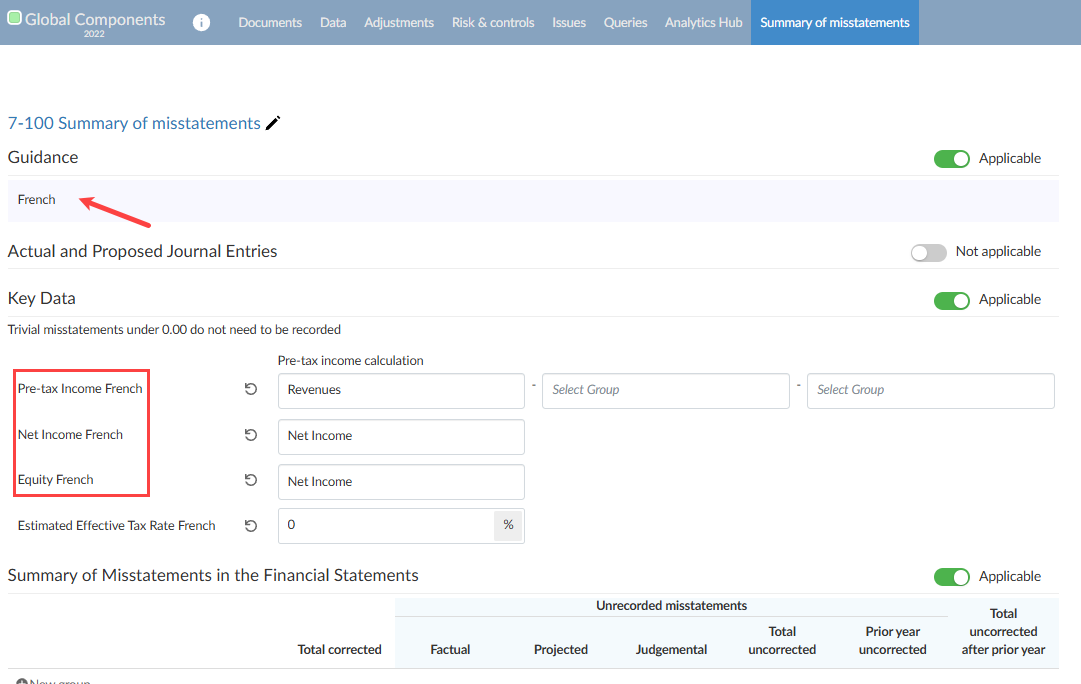 Global Components
2022
Documents Data Adjustments Risk & controls Issues Queries Analytics Hub Summary of misstatements
7-100 Summary of misstatements
Guidance
Applicable
French
Actual and Proposed Journal Entries
Not applicable
Key Data
Applicable
Trivial misstatements under 0.00 do not need to be recorded
Pre-tax income calculation
Pre-tax Income French
Revenues - Select Group - Select Group
Net Income French
Net Income
Equity French
Net Income
Estimated Effective Tax Rate French
0 %
Summary of Misstatements in the Financial Statements
Applicable
Unrecorded misstatements
Total corrected
Factual
Projected
Judgemental
Total
uncorrected
Prior year
uncorrected
Total
uncorrected
after prior year
New group